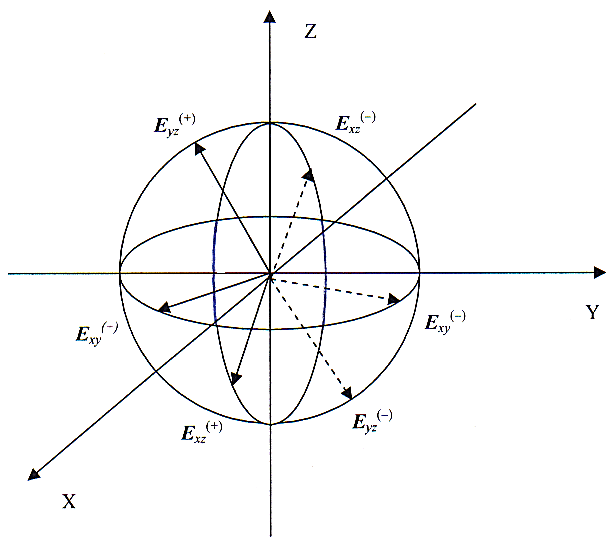 Z
E_yz^(+)
E_xz^(−)
Y
E_xy^(−)
E_xy^(−)
E_xz^(+)
E_yz^(−)
X